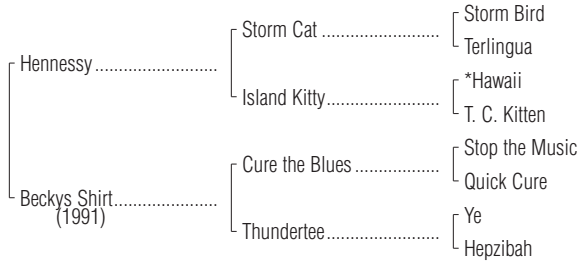 Storm Bird
Storm Cat ........................
Terlingua
Hennessy .........................
*Hawaii
Island Kitty.......................
T. C. Kitten
Stop the Music
Cure the Blues .................
Quick Cure
Beckys Shirt.....................
(1991)
Ye
Thundertee.......................
Hepzibah